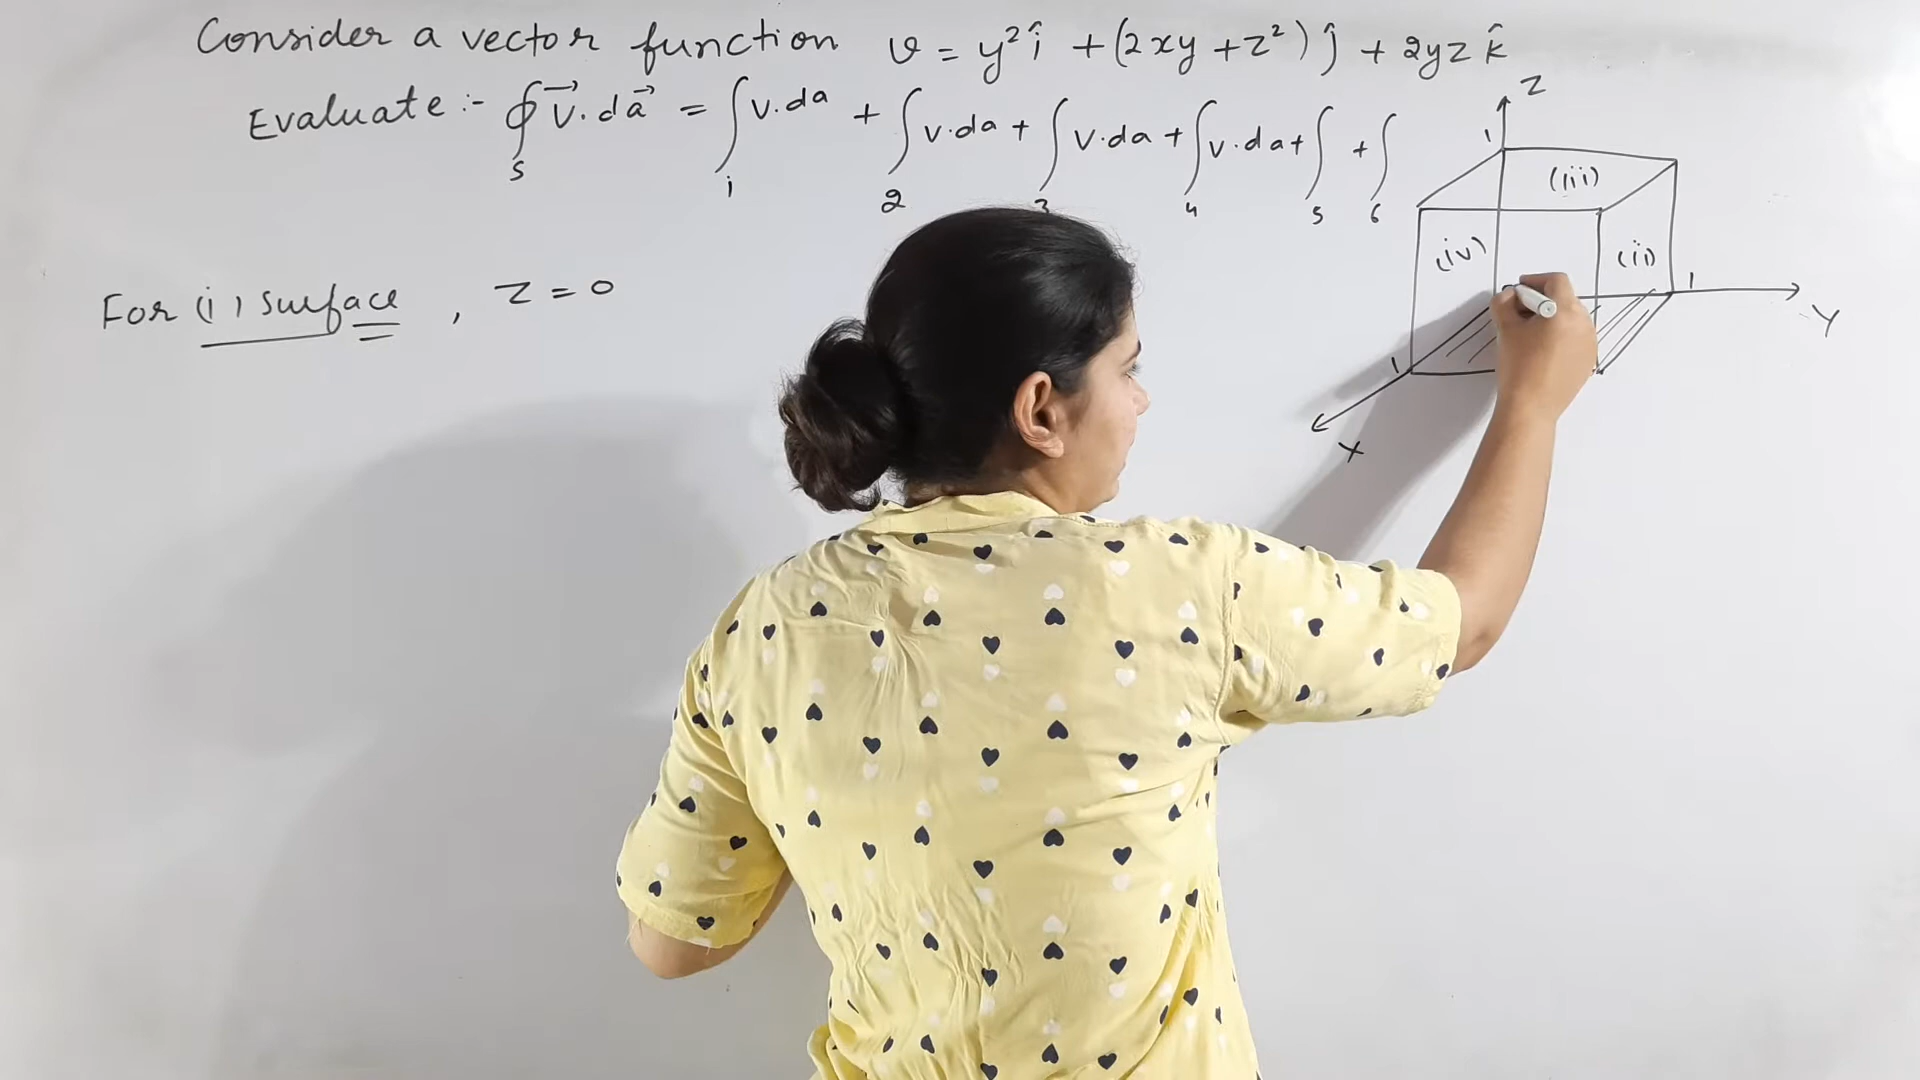 Consider a vector function v = y² î + (2xy + z²) ĵ + 2yz k̂
Evaluate :- ∮ₛ v⃗ . da⃗ = ∫₁ v.da + ∫₂ v.da + ∫₃ v.da + ∫₄ v.da + ∫₅ + ∫₆
For (i) surface , z = 0
Z
1
(iii)
(iv)
(ii)
1
Y
1
X